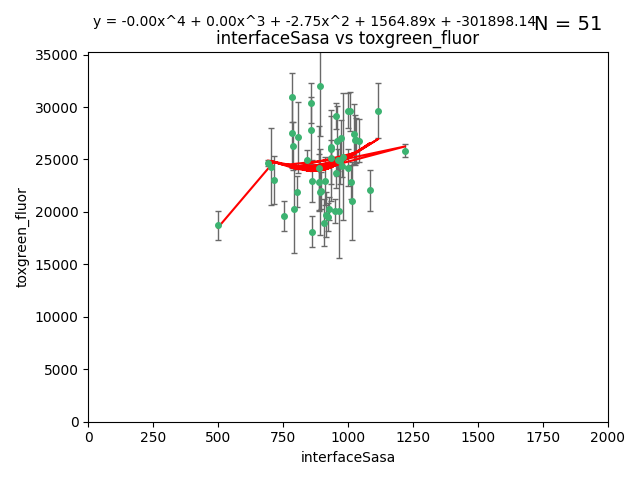 y = -0.00x^4 + 0.00x^3 + -2.75x^2 + 1564.89x + -301898.14
N = 51
interfaceSasa vs toxgreen_fluor
35000
30000
25000
20000
15000
10000
5000
0
toxgreen_fluor
0 250 500 750 1000 1250 1500 1750 2000
interfaceSasa